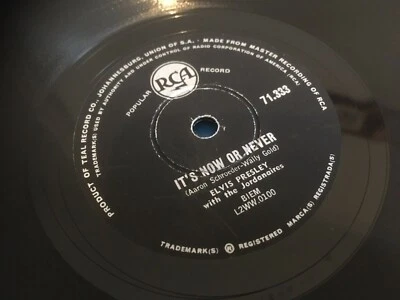 PRODUCT OF TEAL RECORD CO., JOHANNESBURG, UNION OF S.A. - MADE FROM MASTER RECORDING OF RCA
TRADEMARK(S) USED BY AUTHORITY AND UNDER CONTROL OF RADIO CORPORATION OF AMERICA (RCA)
RCA
POPULAR RECORD
71.333
IT'S NOW OR NEVER
(Aaron Schroeder-Wally Gold)
ELVIS PRESLEY
with the Jordanaires
BIEM
L2WW.0100
TRADEMARK(S) ® REGISTERED MARCA(S) REGISTRADA(S)